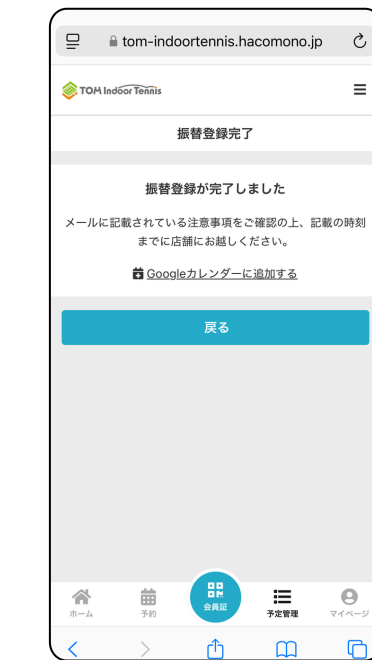 tom-indoortennis.hacomono.jp
TOM Indoor Tennis
振替登録完了
振替登録が完了しました
メールに記載されている注意事項をご確認の上、記載の時刻
までに店舗にお越しください。
Googleカレンダーに追加する
戻る
ホーム
予約
会員証
予定管理
マイページ